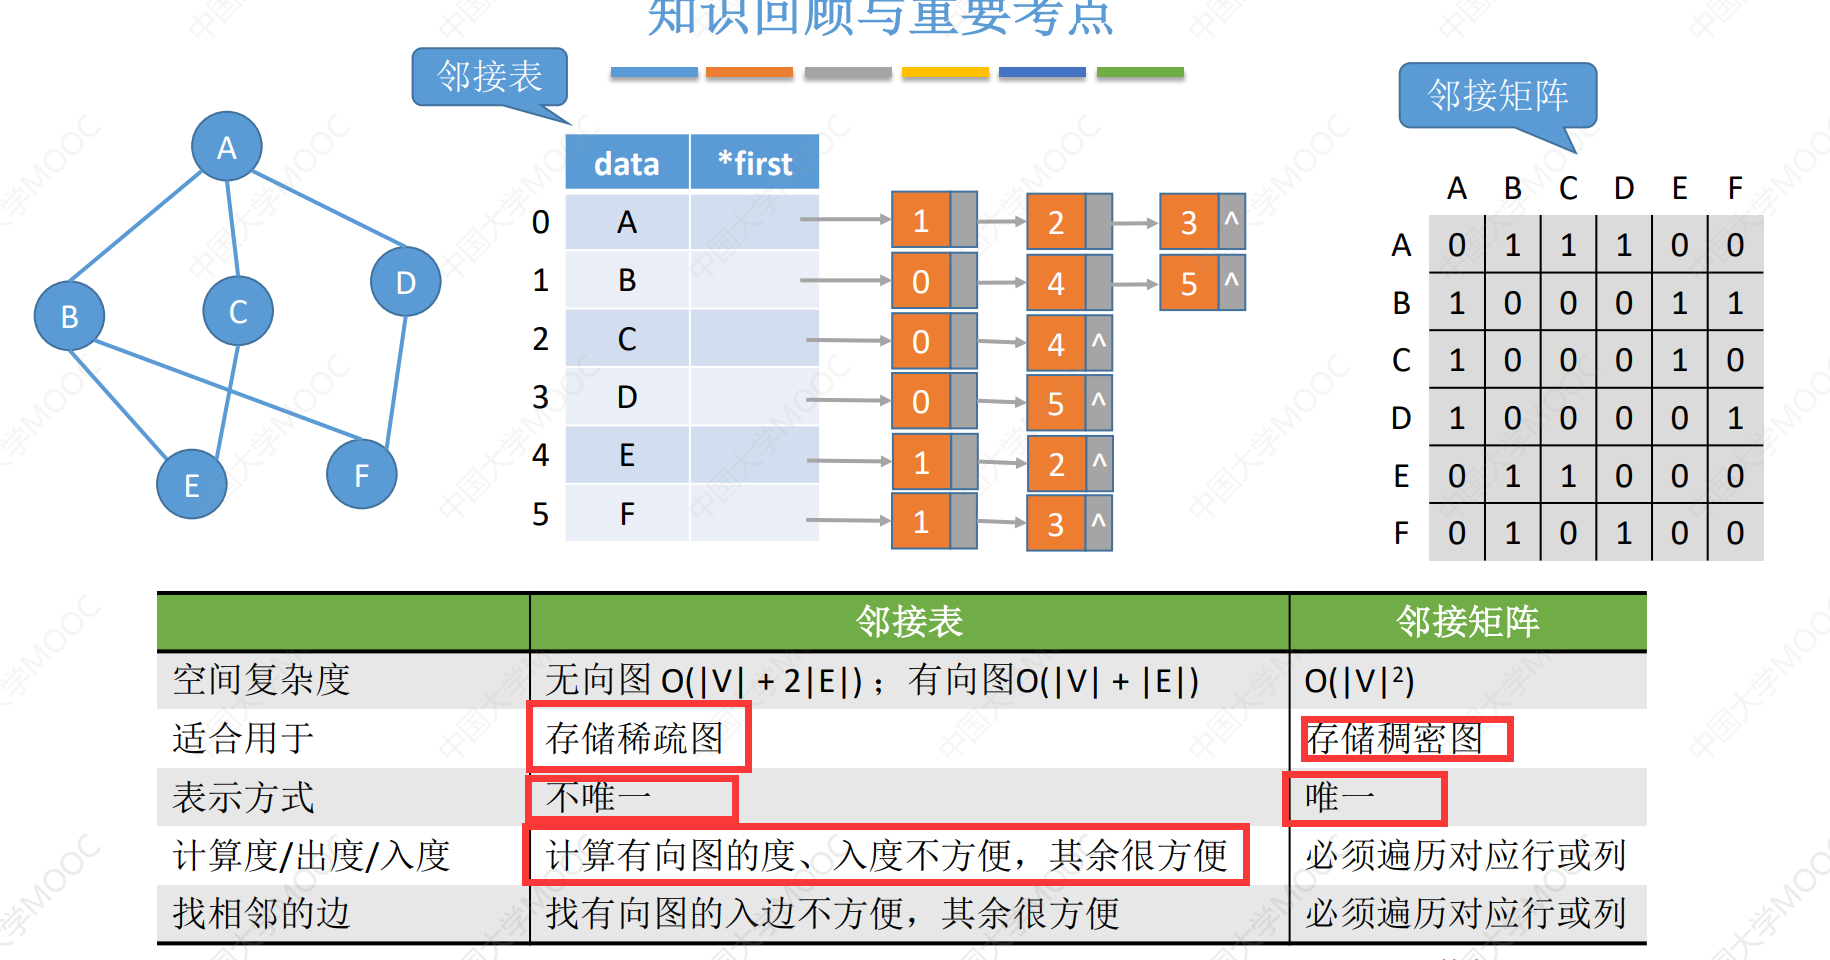 知识回顾与重要考点
邻接表
邻接矩阵
A
B
C
D
E
F
data *first
0 A 1 2 3 ^
1 B 0 4 5 ^
2 C 0 4 ^
3 D 0 5 ^
4 E 1 2 ^
5 F 1 3 ^
A B C D E F
A 0 1 1 1 0 0
B 1 0 0 0 1 1
C 1 0 0 0 1 0
D 1 0 0 0 0 1
E 0 1 1 0 0 0
F 0 1 0 1 0 0
邻接表 邻接矩阵
空间复杂度 无向图 O(|V| + 2|E|)；有向图O(|V| + |E|) O(|V|²)
适合用于 存储稀疏图 存储稠密图
表示方式 不唯一 唯一
计算度/出度/入度 计算有向图的度、入度不方便，其余很方便 必须遍历对应行或列
找相邻的边 找有向图的入边不方便，其余很方便 必须遍历对应行或列
中国大学MOOC